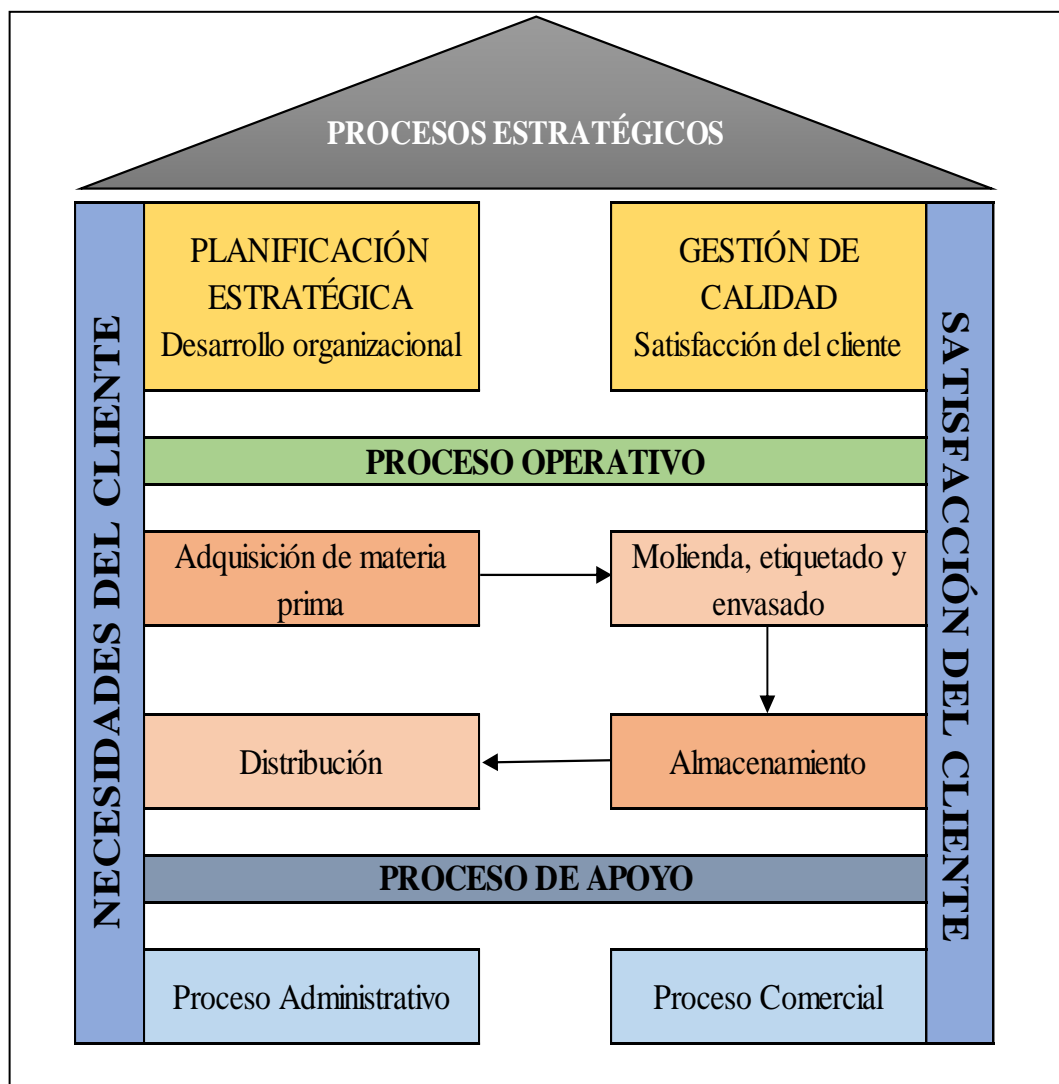 PROCESOS ESTRATÉGICOS
NECESIDADES DEL CLIENTE
PLANIFICACIÓN
ESTRATÉGICA
Desarrollo organizacional
GESTIÓN DE
CALIDAD
Satisfacción del cliente
SATISFACCIÓN DEL CLIENTE
PROCESO OPERATIVO
Adquisición de materia
prima
Molienda, etiquetado y
envasado
Distribución
Almacenamiento
PROCESO DE APOYO
Proceso Administrativo
Proceso Comercial